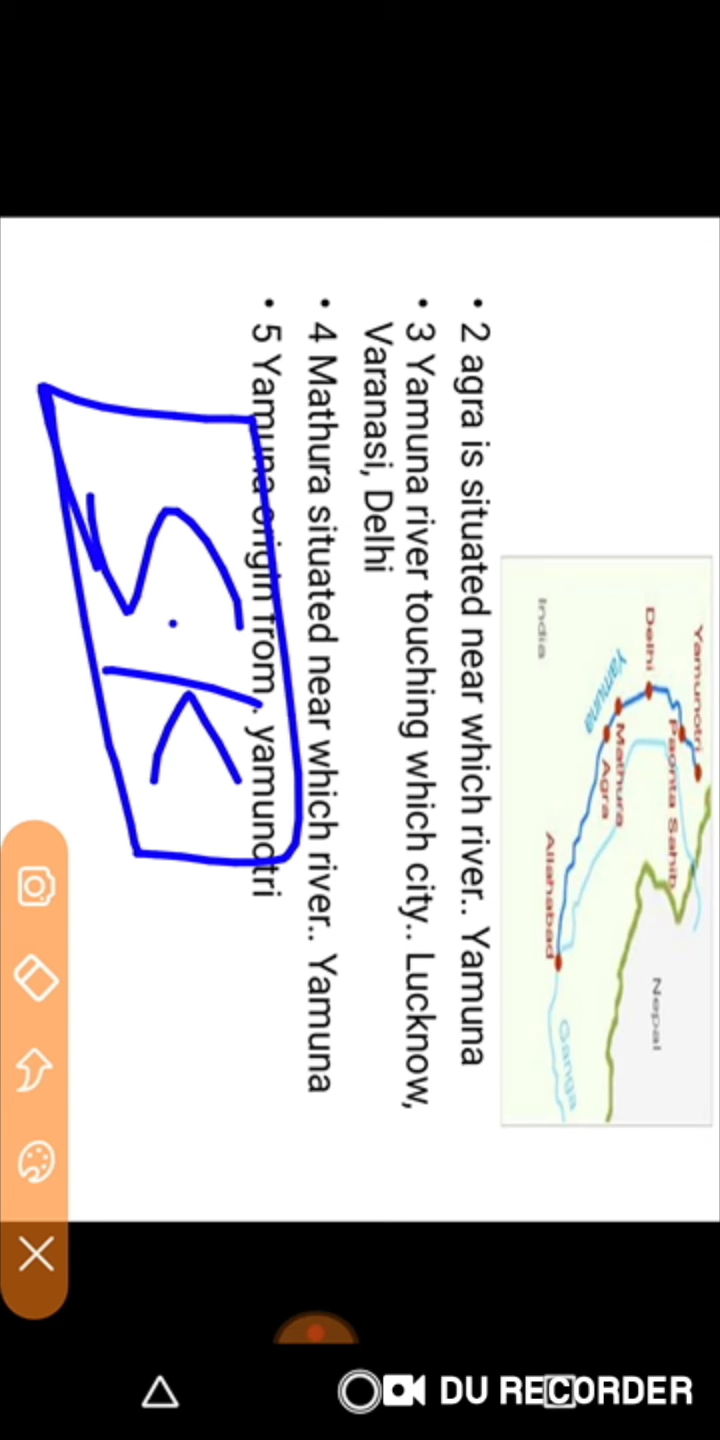 Yamunotri
Paonta Sahib
Delhi
Mathura
Agra
Yamuna
Allahabad
Ganga
India
Nepal
• 2 agra is situated near which river.. Yamuna
• 3 Yamuna river touching which city.. Lucknow,
Varanasi, Delhi
• 4 Mathura situated near which river.. Yamuna
• 5 Yamuna origin from . yamunotri
S.K
DU RECORDER